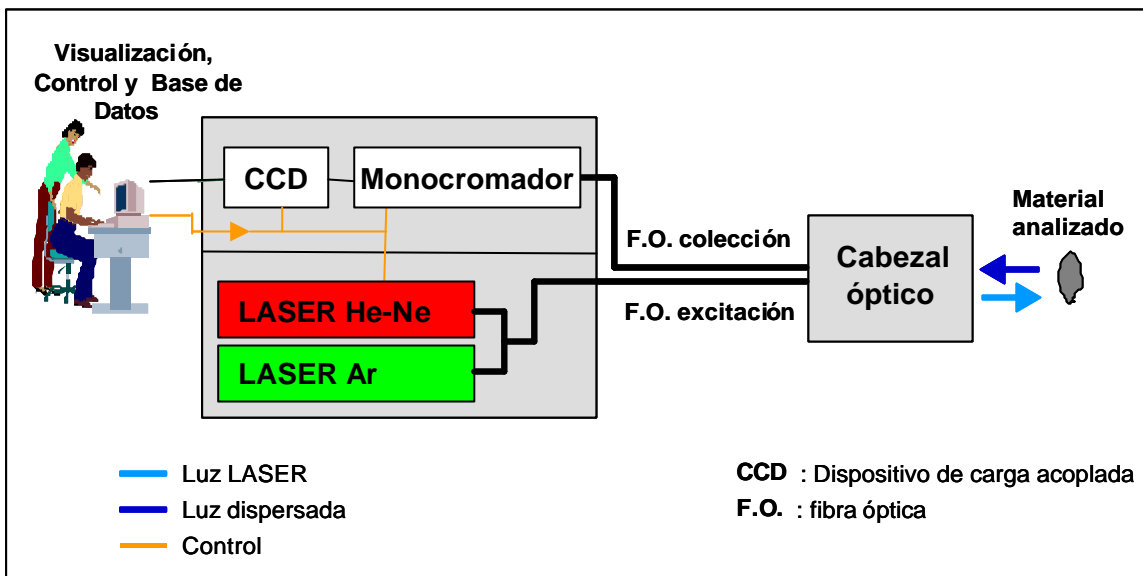 Visualización,
Control y Base de
Datos
CCD
Monocromador
F.O. colección
Material
analizado
Cabezal
óptico
LASER He-Ne
F.O. excitación
LASER Ar
Luz LASER
Luz dispersada
Control
CCD : Dispositivo de carga acoplada
F.O. : fibra óptica